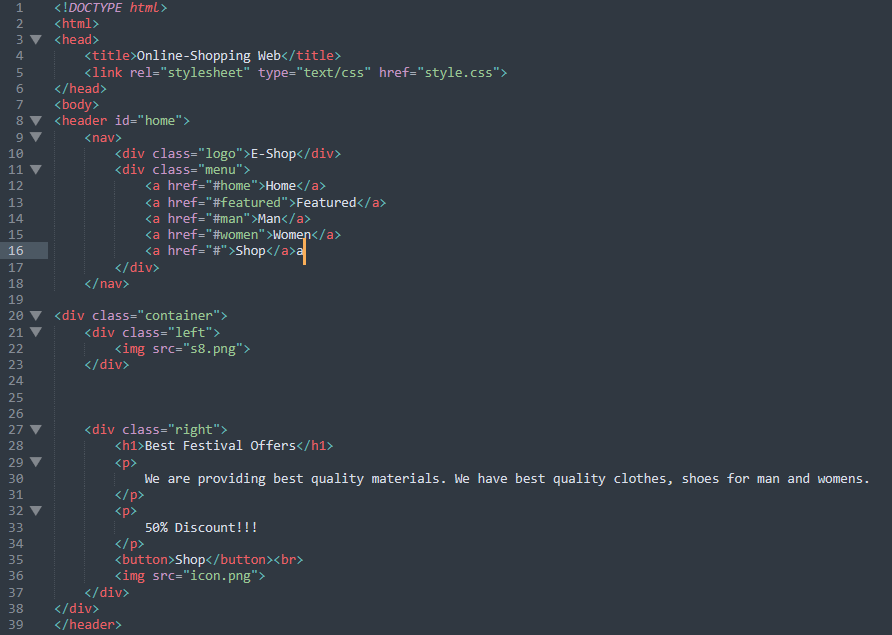 1 <!DOCTYPE html>
2 <html>
3 <head>
4 <title>Online-Shopping Web</title>
5 <link rel="stylesheet" type="text/css" href="style.css">
6 </head>
7 <body>
8 <header id="home">
9 <nav>
10 <div class="logo">E-Shop</div>
11 <div class="menu">
12 <a href="#home">Home</a>
13 <a href="#featured">Featured</a>
14 <a href="#man">Man</a>
15 <a href="#women">Women</a>
16 <a href="#">Shop</a>a
17 </div>
18 </nav>
19
20 <div class="container">
21 <div class="left">
22 <img src="s8.png">
23 </div>
24
25
26
27 <div class="right">
28 <h1>Best Festival Offers</h1>
29 <p>
30 We are providing best quality materials. We have best quality clothes, shoes for man and womens.
31 </p>
32 <p>
33 50% Discount!!!
34 </p>
35 <button>Shop</button><br>
36 <img src="icon.png">
37 </div>
38 </div>
39 </header>